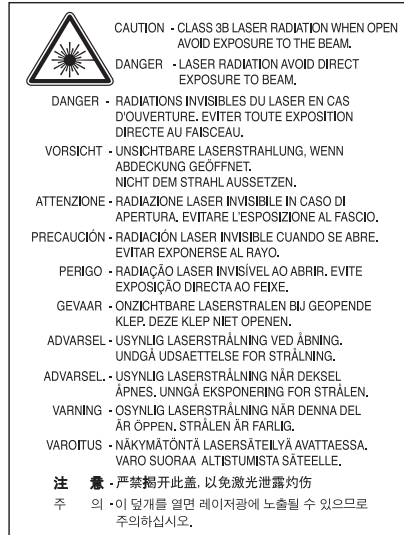 CAUTION - CLASS 3B LASER RADIATION WHEN OPEN
AVOID EXPOSURE TO THE BEAM.
DANGER - LASER RADIATION AVOID DIRECT
EXPOSURE TO BEAM.
DANGER - RADIATIONS INVISIBLES DU LASER EN CAS
D'OUVERTURE. EVITER TOUTE EXPOSITION
DIRECTE AU FAISCEAU.
VORSICHT - UNSICHTBARE LASERSTRAHLUNG, WENN
ABDECKUNG GEÖFFNET.
NICHT DEM STRAHL AUSSETZEN.
ATTENZIONE - RADIAZIONE LASER INVISIBILE IN CASO DI
APERTURA. EVITARE L'ESPOSIZIONE AL FASCIO.
PRECAUCIÓN - RADIACIÓN LASER INVISIBLE CUANDO SE ABRE.
EVITAR EXPONERSE AL RAYO.
PERIGO - RADIAÇÃO LASER INVISÍVEL AO ABRIR. EVITE
EXPOSIÇÃO DIRECTA AO FEIXE.
GEVAAR - ONZICHTBARE LASERSTRALEN BIJ GEOPENDE
KLEP. DEZE KLEP NIET OPENEN.
ADVARSEL - USYNLIG LASERSTRÅLNING VED ÅBNING.
UNDGÅ UDSAETTELSE FOR STRÅLNING.
ADVARSEL. - USYNLIG LASERSTRÅLNING NÅR DEKSEL
ÅPNES. UNNGÅ EKSPONERING FOR STRÅLEN.
VARNING - OSYNLIG LASERSTRÅLNING NÄR DENNA DEL
ÄR ÖPPEN. STRÅLEN ÄR FARLIG.
VAROITUS - NÄKYMÄTÖNTÄ LASERSÄTEILYÄ AVATTAESSA.
VARO SUORAA ALTISTUMISTA SÄTEELLE.
注 意 - 严禁揭开此盖, 以免激光泄露灼伤
주 의 - 이 덮개를 열면 레이저광에 노출될 수 있으므로
주의하십시오.